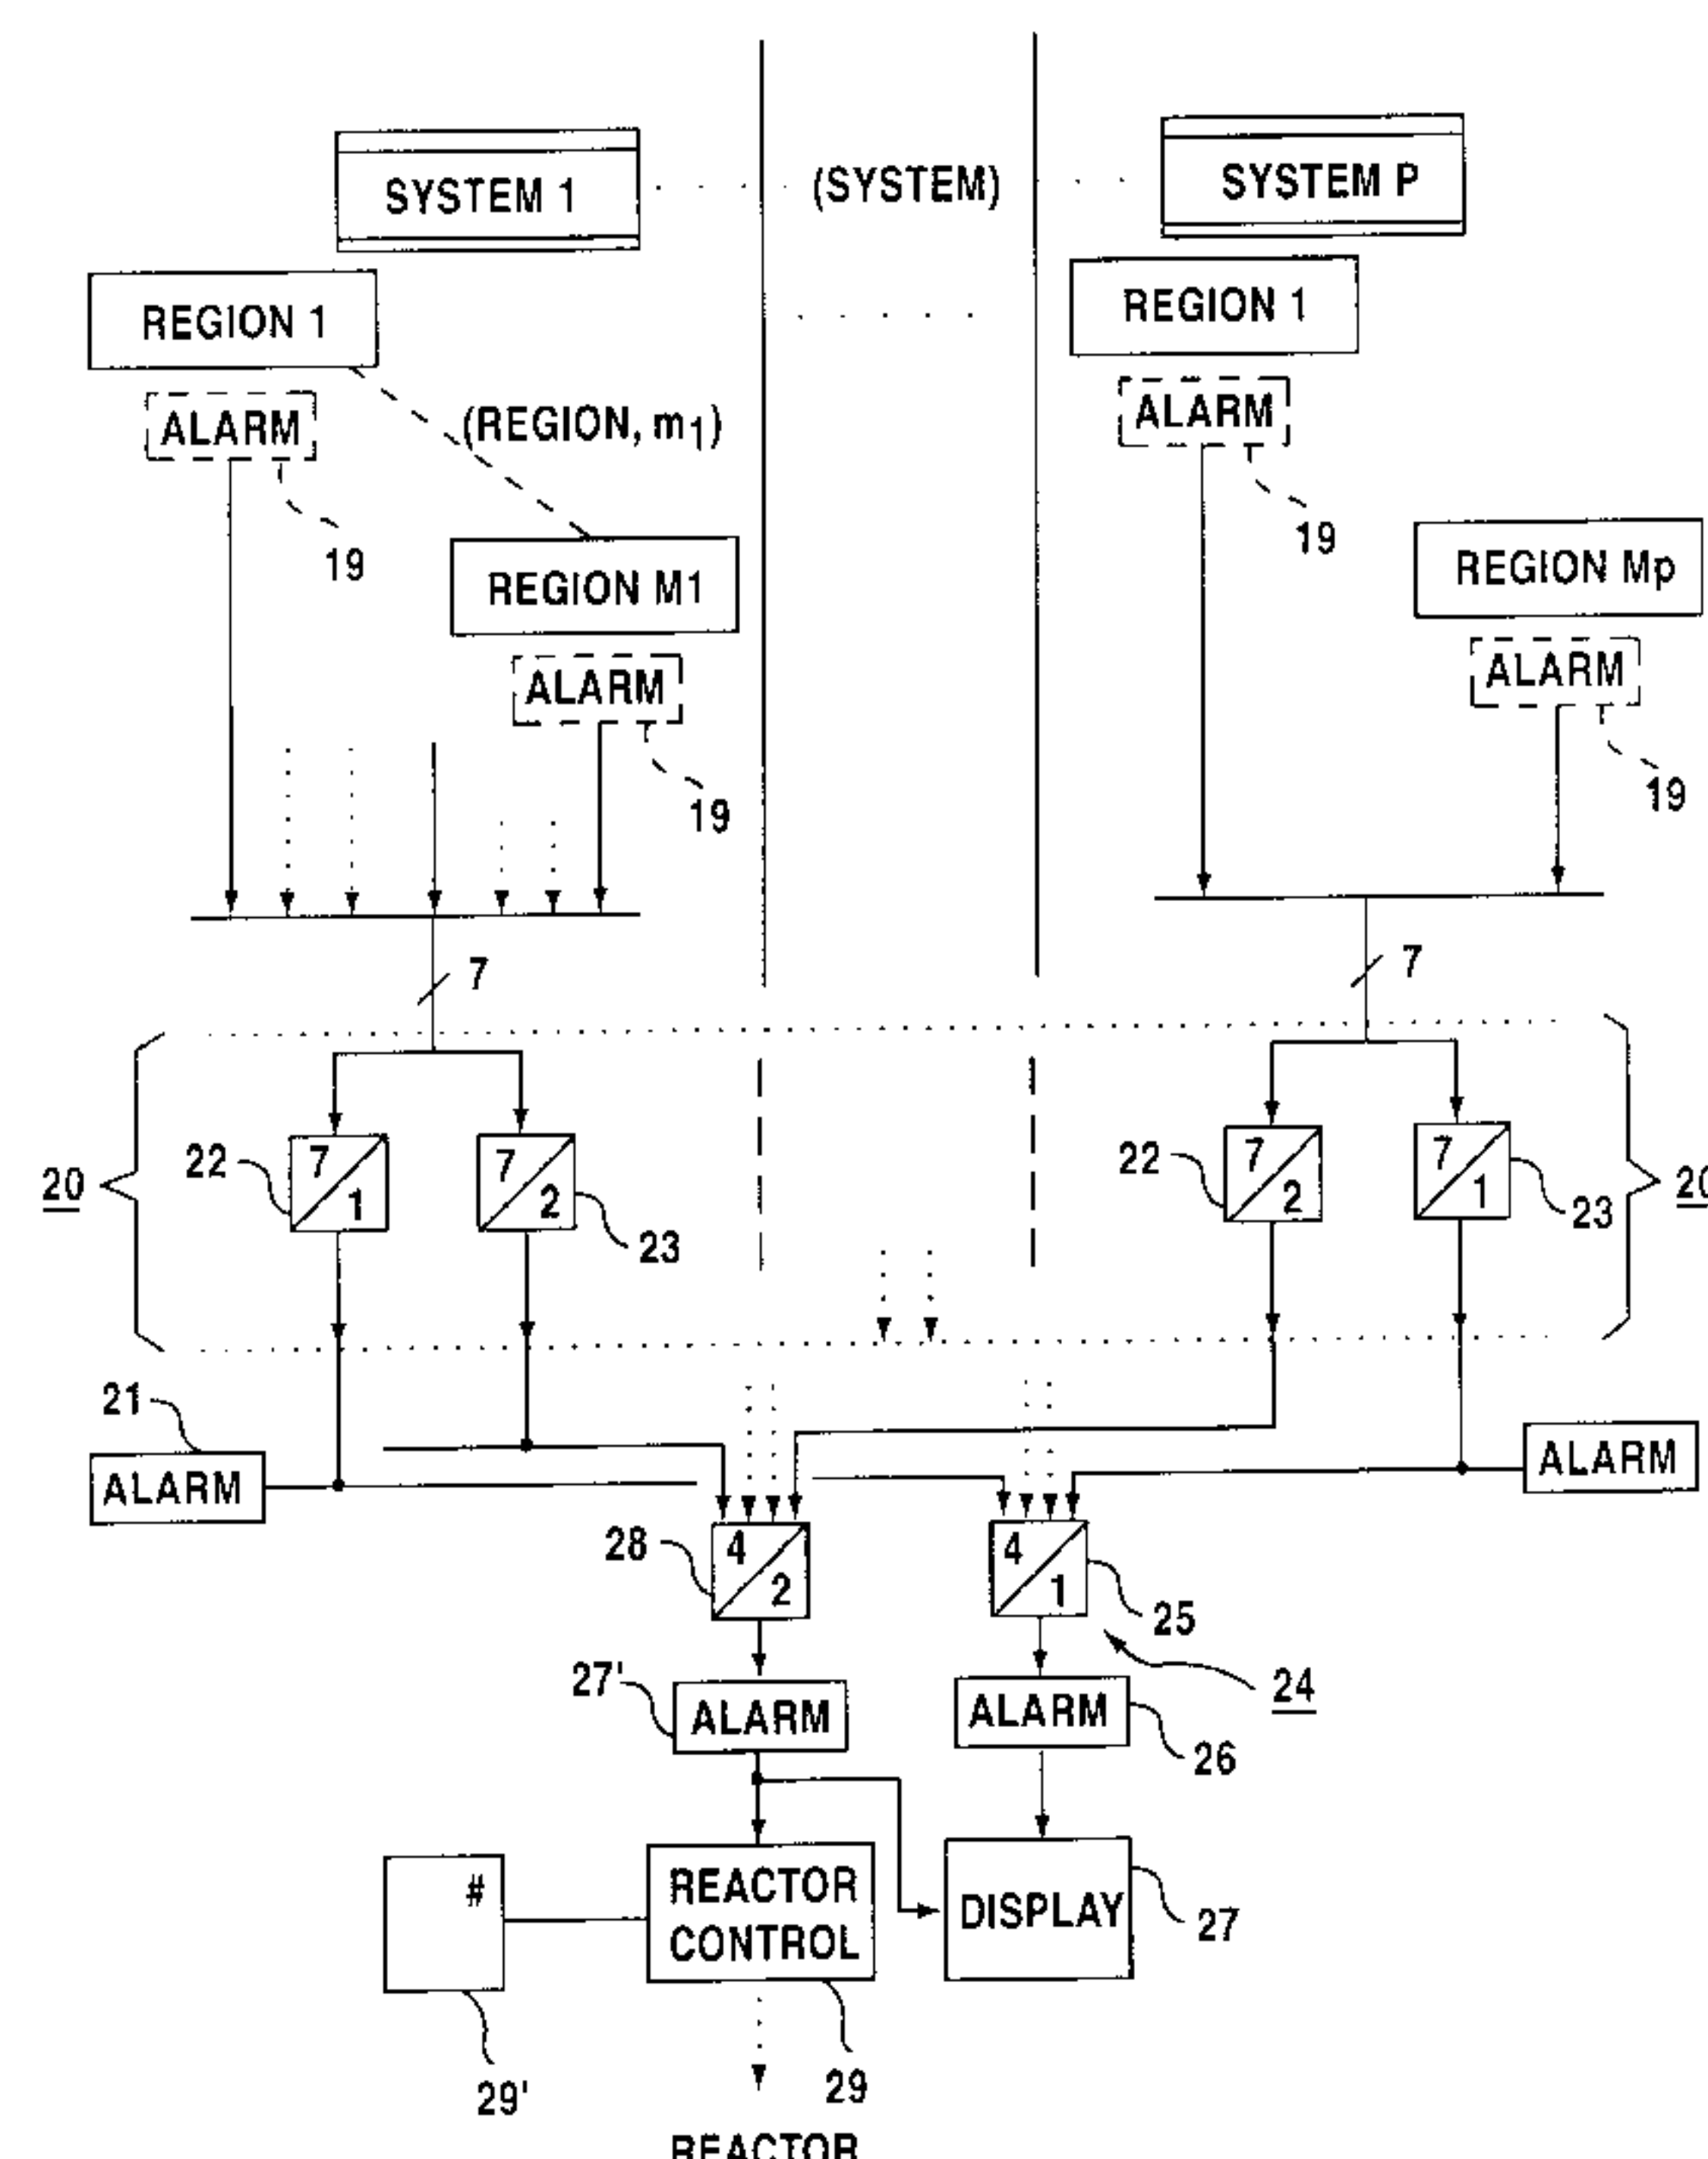 SYSTEM 1
(SYSTEM)
SYSTEM P
REGION 1
REGION 1
ALARM
(REGION, m1)
ALARM
19
19
REGION M1
REGION Mp
ALARM
ALARM
19
19
7
7
20
22
7
1
7
2
23
22
7
2
7
1
23
20
21
ALARM
ALARM
28
4
2
4
1
25
27'
ALARM
ALARM
24
26
#
REACTOR
CONTROL
DISPLAY
27
29'
29
REACTOR